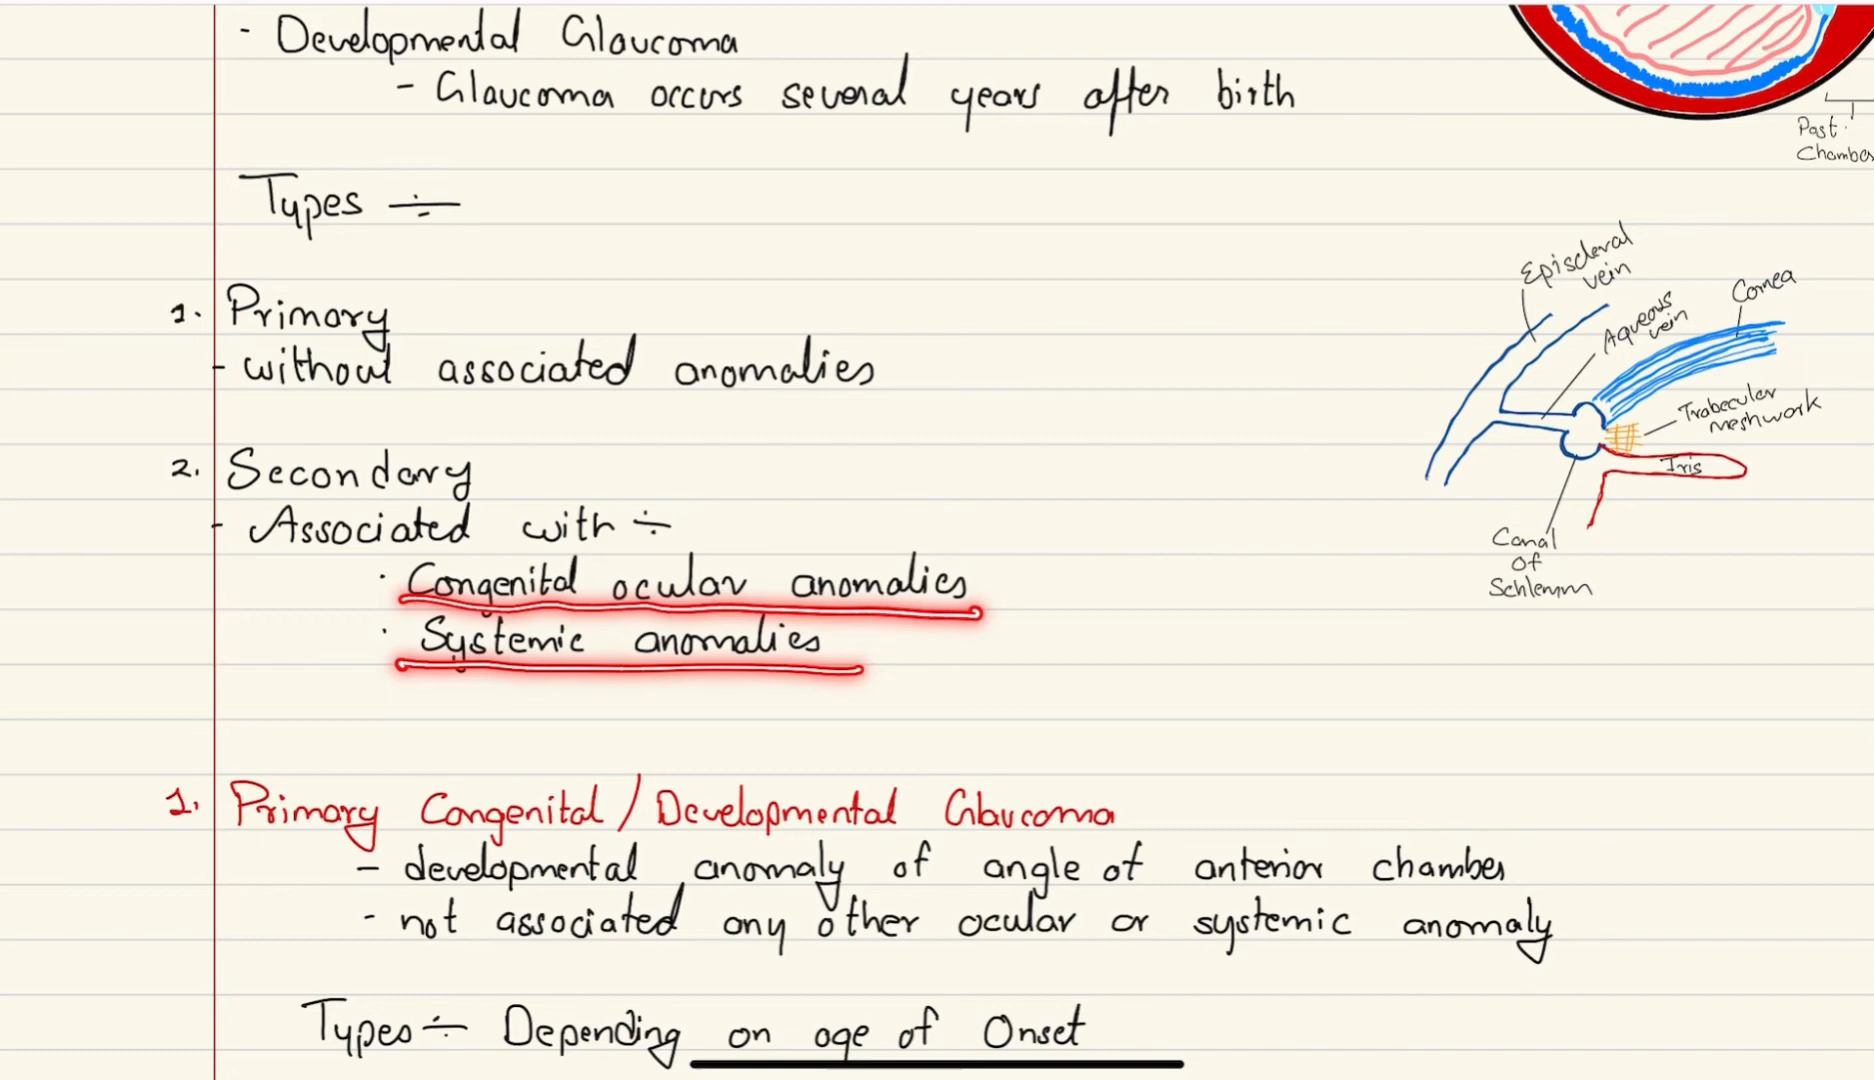 - Developmental Glaucoma
- Glaucoma occurs several years after birth
Types ÷
1. Primary
- without associated anomalies
2. Secondary
- Associated with ÷
· Congenital ocular anomalies
· Systemic anomalies
1. Primary Congenital / Developmental Glaucoma
- developmental anomaly of angle of anterior chamber
- not associated any other ocular or systemic anomaly
Types ÷ Depending on age of Onset
Post.
Chamber
Episcleral
vein
Aqueous
vein
Cornea
Trabecular
meshwork
Iris
Canal
Of
Schlemm